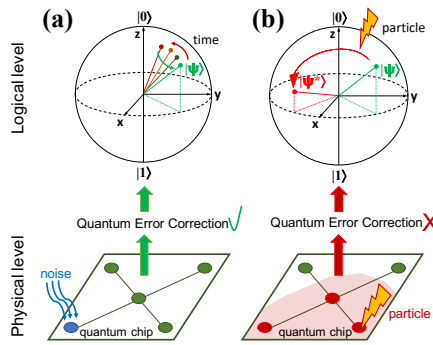 (a)
|0⟩
z
time
|Ψ⟩
y
x
|1⟩
(b)
|0⟩
z
particle
|Ψ*⟩
|Ψ⟩
y
x
|1⟩
Logical level
Quantum Error Correction
Quantum Error Correction
Physical level
noise
quantum chip
particle
quantum chip